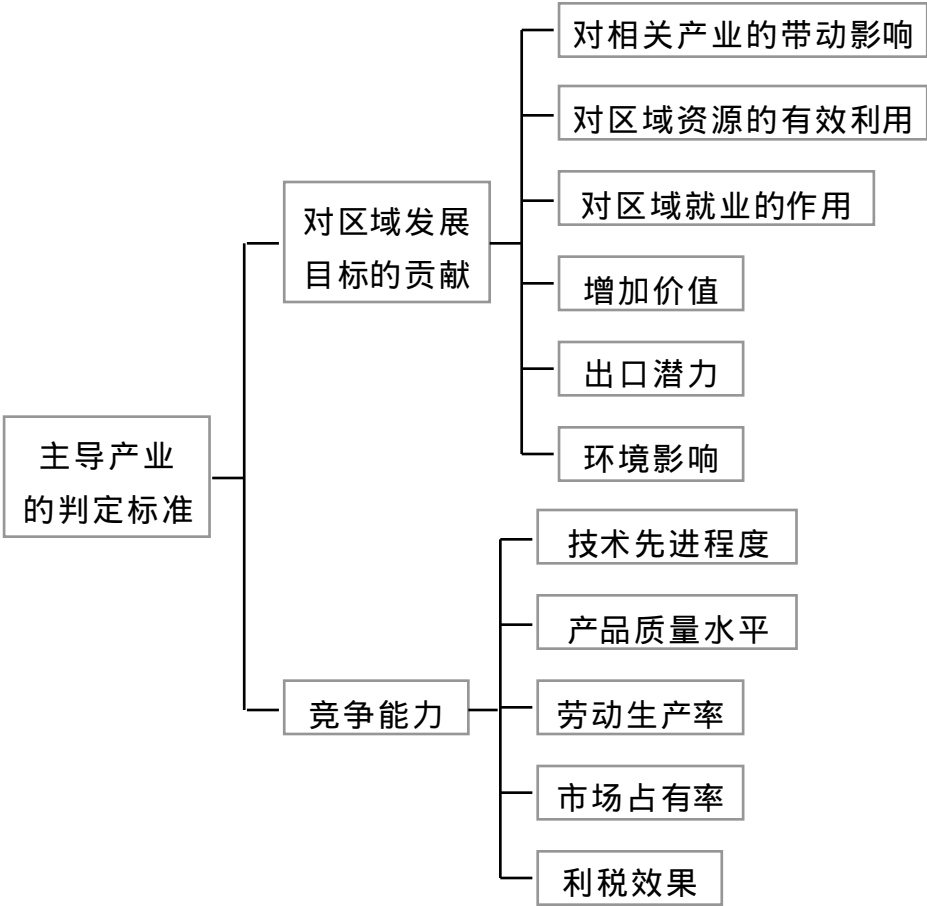 主导产业
的判定标准
对区域发展
目标的贡献
对相关产业的带动影响
对区域资源的有效利用
对区域就业的作用
增加价值
出口潜力
环境影响
竞争能力
技术先进程度
产品质量水平
劳动生产率
市场占有率
利税效果